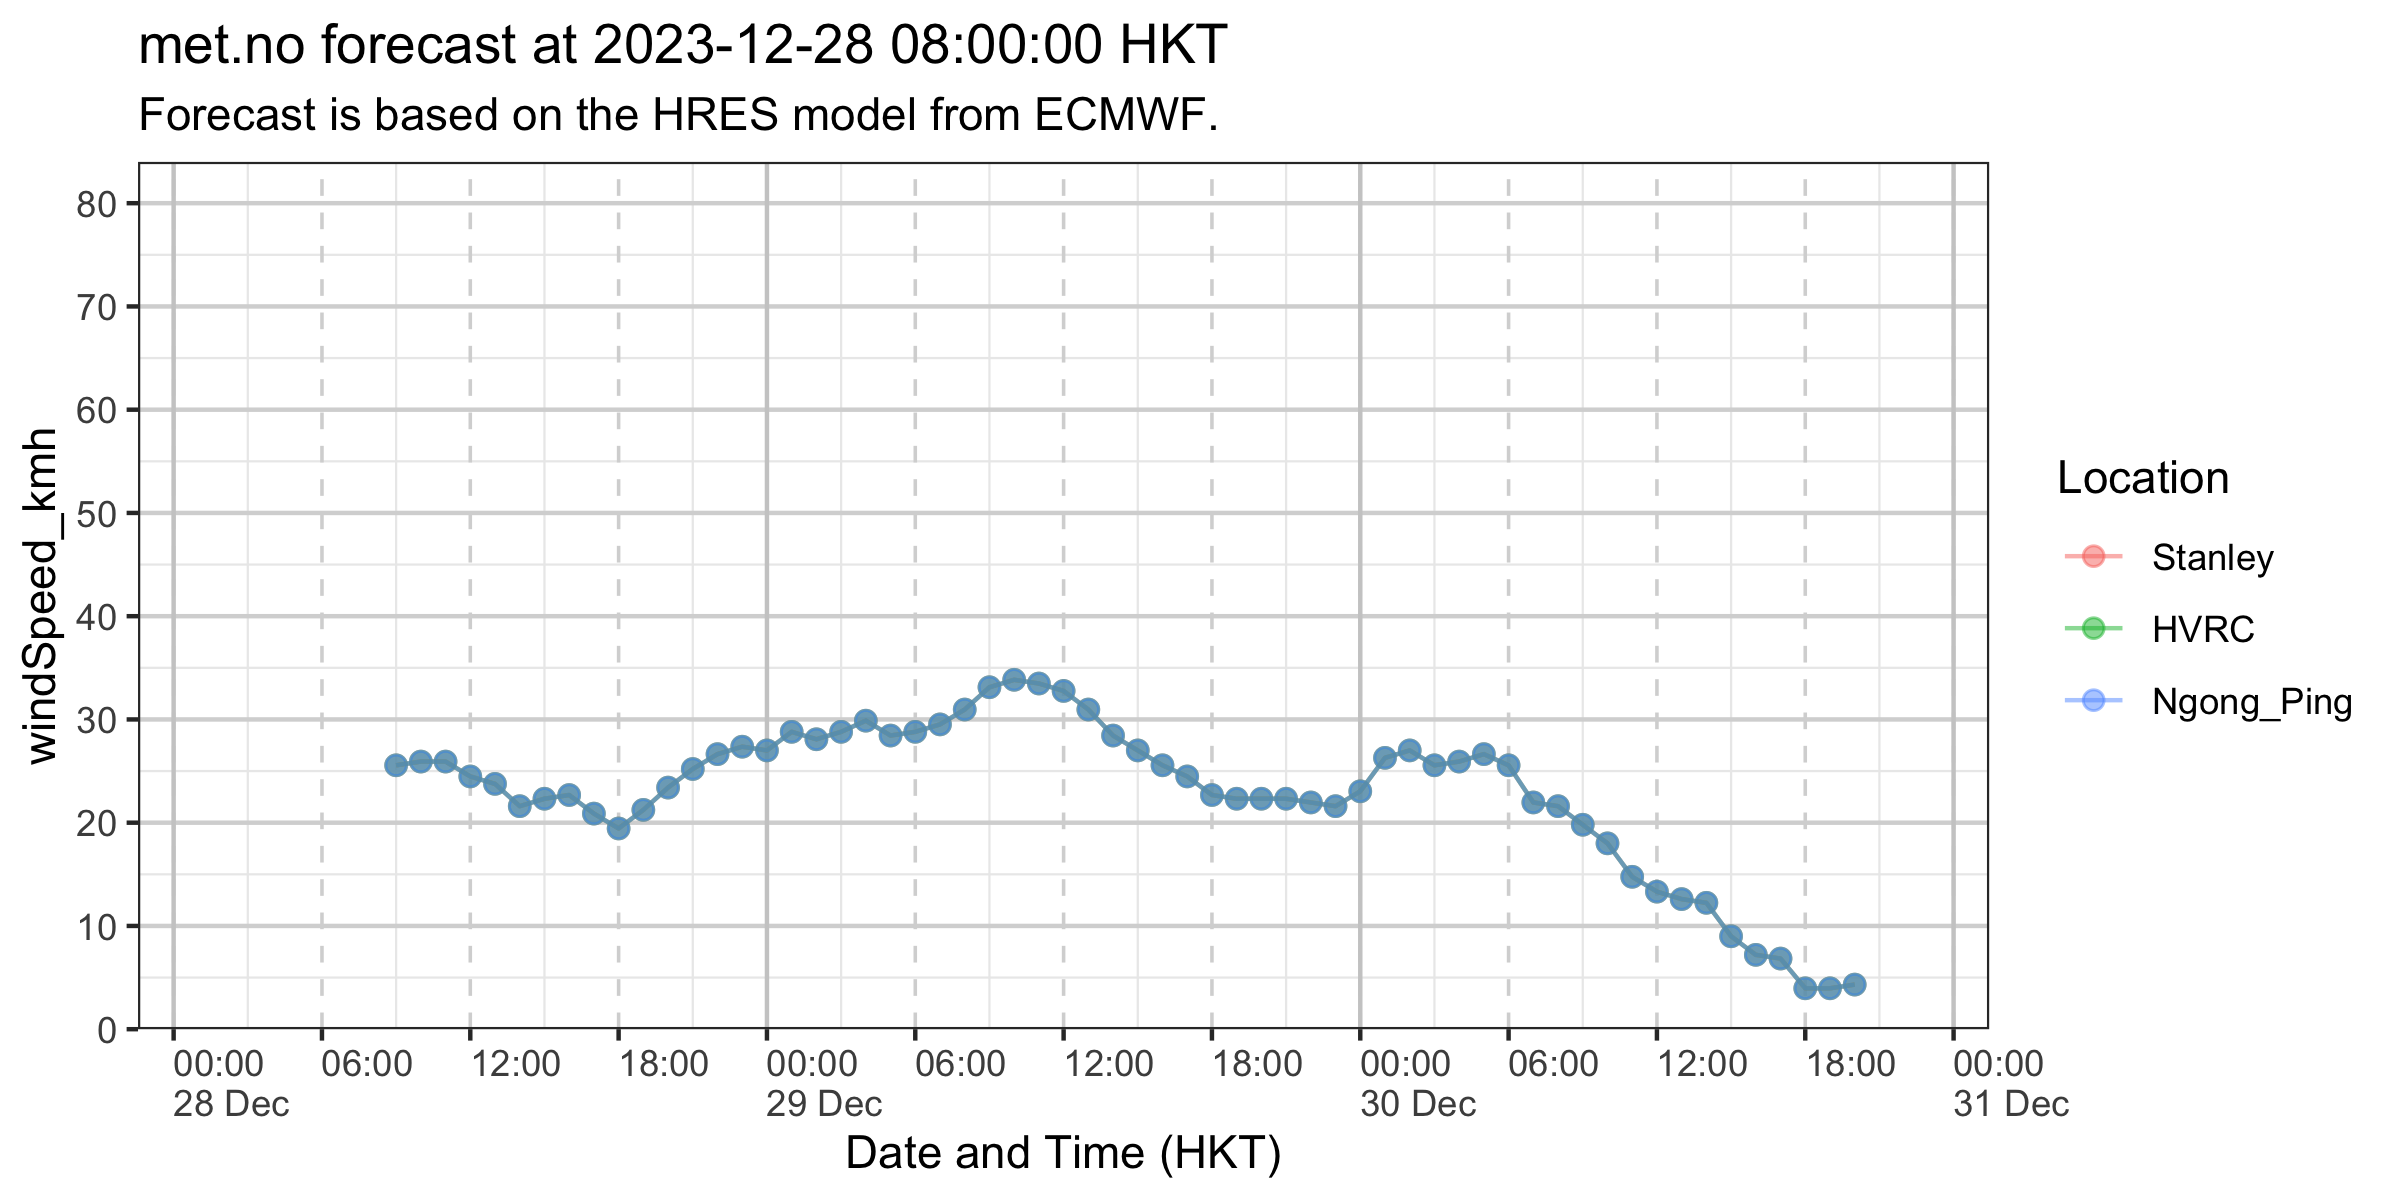 met.no forecast at 2023-12-28 08:00:00 HKT
Forecast is based on the HRES model from ECMWF.
windSpeed_kmh
80
70
60
50
40
30
20
10
0
00:00 06:00 12:00 18:00 00:00 06:00 12:00 18:00 00:00 06:00 12:00 18:00 00:00
28 Dec 29 Dec 30 Dec 31 Dec
Date and Time (HKT)
Location
Stanley
HVRC
Ngong_Ping